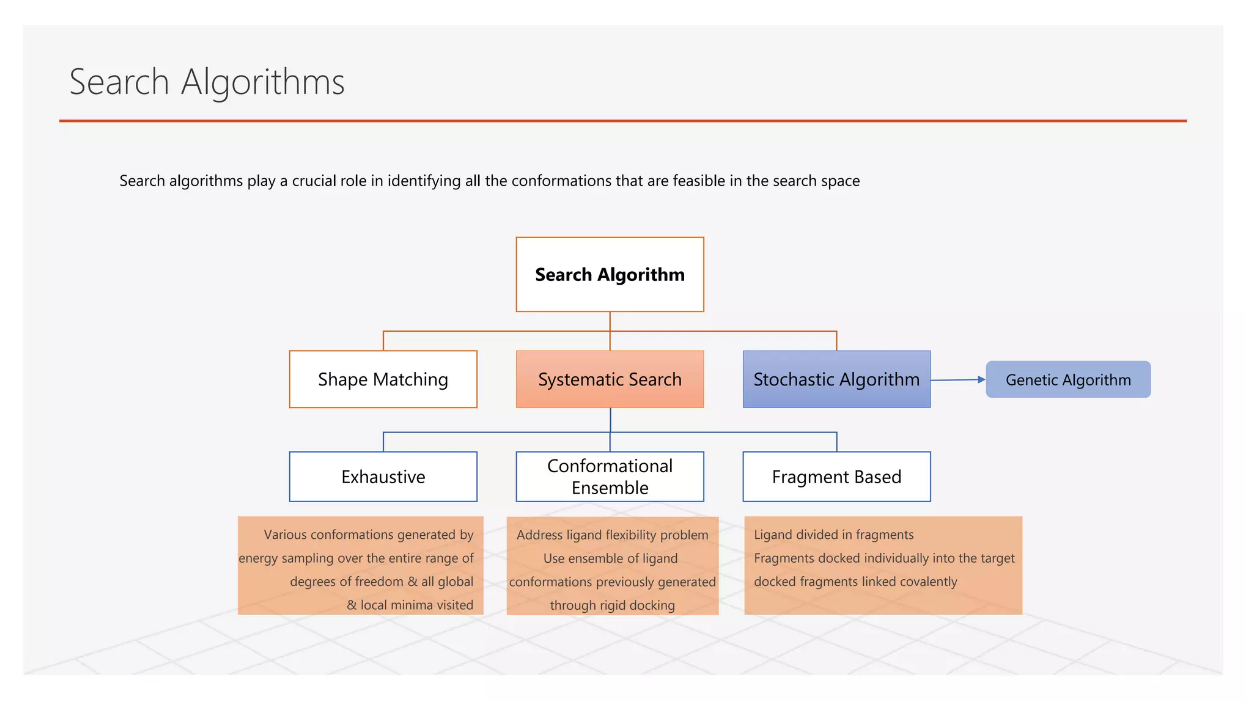 Search Algorithms
Search algorithms play a crucial role in identifying all the conformations that are feasible in the search space
Search Algorithm
Shape Matching
Systematic Search
Stochastic Algorithm
Genetic Algorithm
Exhaustive
Conformational
Ensemble
Fragment Based
Various conformations generated by
energy sampling over the entire range of
degrees of freedom & all global
& local minima visited
Address ligand flexibility problem
Use ensemble of ligand
conformations previously generated
through rigid docking
Ligand divided in fragments
Fragments docked individually into the target
docked fragments linked covalently